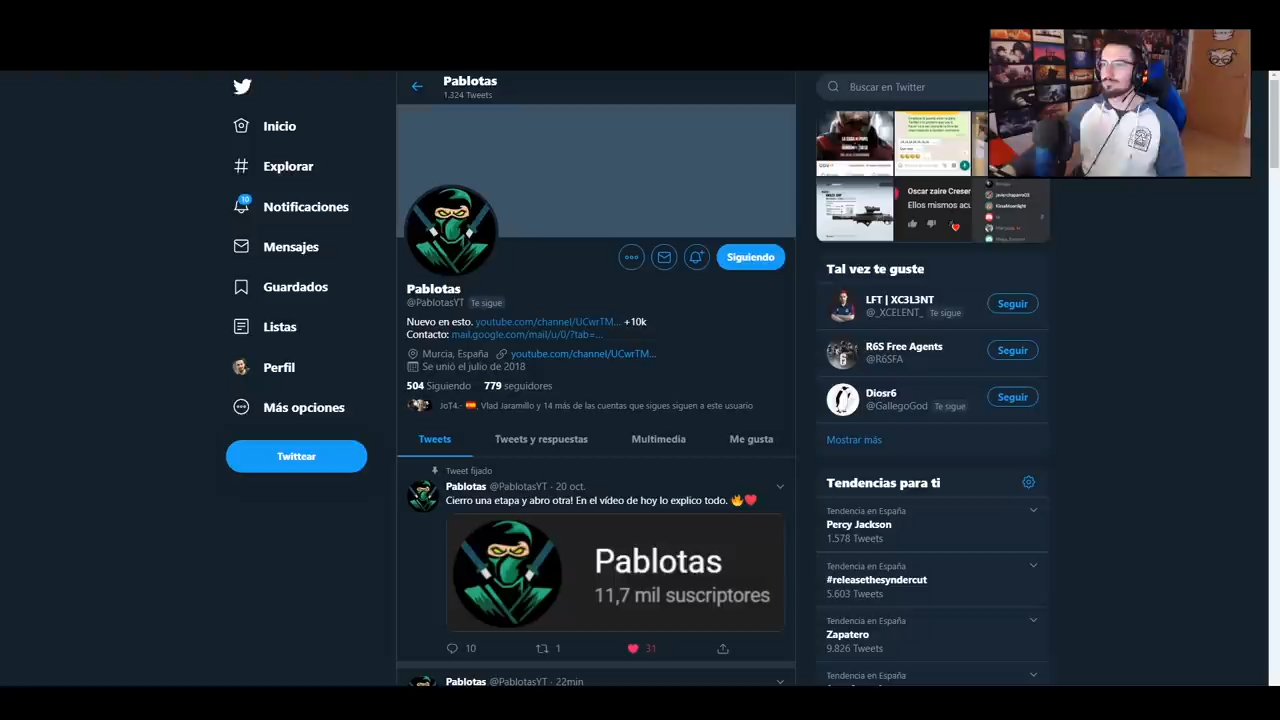 Inicio
Explorar
10
Notificaciones
Mensajes
Guardados
Listas
Perfil
Más opciones
Twittear
Pablotas
1.324 Tweets
Siguiendo
Pablotas
@PablotasYT Te sigue
Nuevo en esto. youtube.com/channel/UCwrTM... +10k
Contacto: mail.google.com/mail/u/0/?tab=...
Murcia, España youtube.com/channel/UCwrTM...
Se unió el julio de 2018
504 Siguiendo 779 seguidores
JoT4.- 🇪🇸, Vlad Jaramillo y 14 más de las cuentas que sigues siguen a este usuario
Tweets Tweets y respuestas Multimedia Me gusta
Tweet fijado
Pablotas @PablotasYT · 20 oct.
Cierro una etapa y abro otra! En el vídeo de hoy lo explico todo. 🔥❤️
Pablotas
11,7 mil suscriptores
10 1 31
Pablotas @PablotasYT · 22min
Buscar en Twitter
Oscar zaire Creser
Ellos mismos acu
Tal vez te guste
LFT | XC3L3NT
@_XCELENT_ Te sigue
Seguir
R6S Free Agents
@R6SFA
Seguir
Diosr6
@GallegoGod Te sigue
Seguir
Mostrar más
Tendencias para ti
Tendencia en España
Percy Jackson
1.578 Tweets
Tendencia en España
#releasethesyndercut
5.603 Tweets
Tendencia en España
Zapatero
9.826 Tweets
Tendencia en España